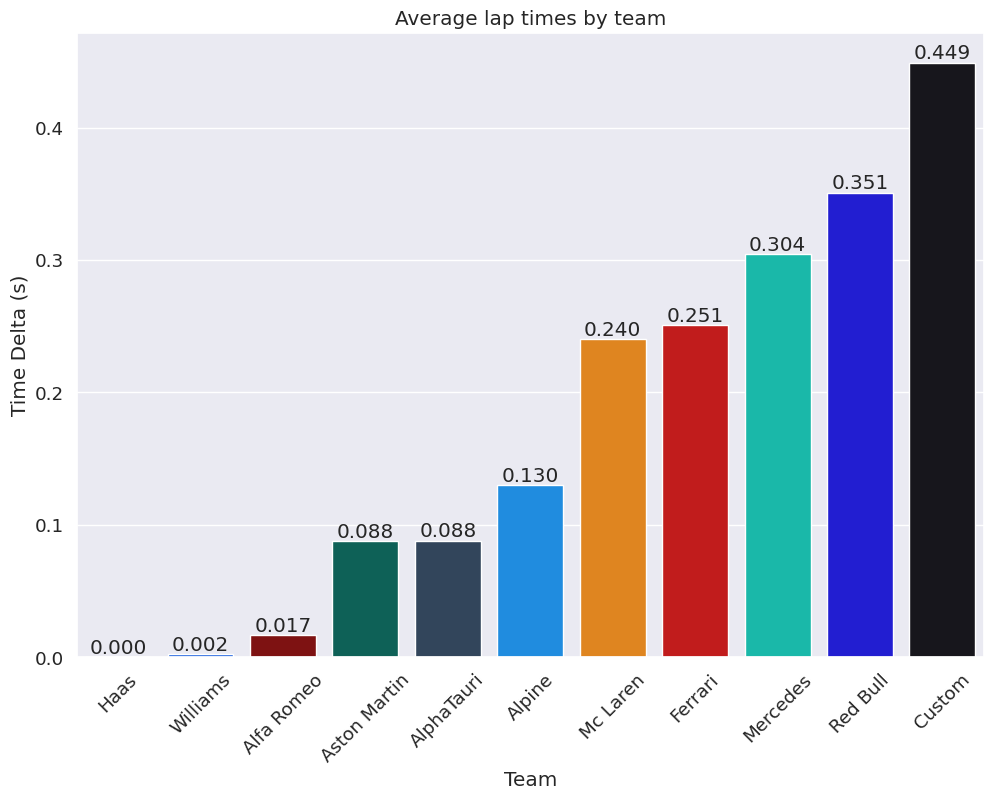 Average lap times by team
Time Delta (s)
0.4
0.3
0.2
0.1
0.0
0.000
0.002
0.017
0.088
0.088
0.130
0.240
0.251
0.304
0.351
0.449
Haas
Williams
Alfa Romeo
Aston Martin
AlphaTauri
Alpine
Mc Laren
Ferrari
Mercedes
Red Bull
Custom
Team